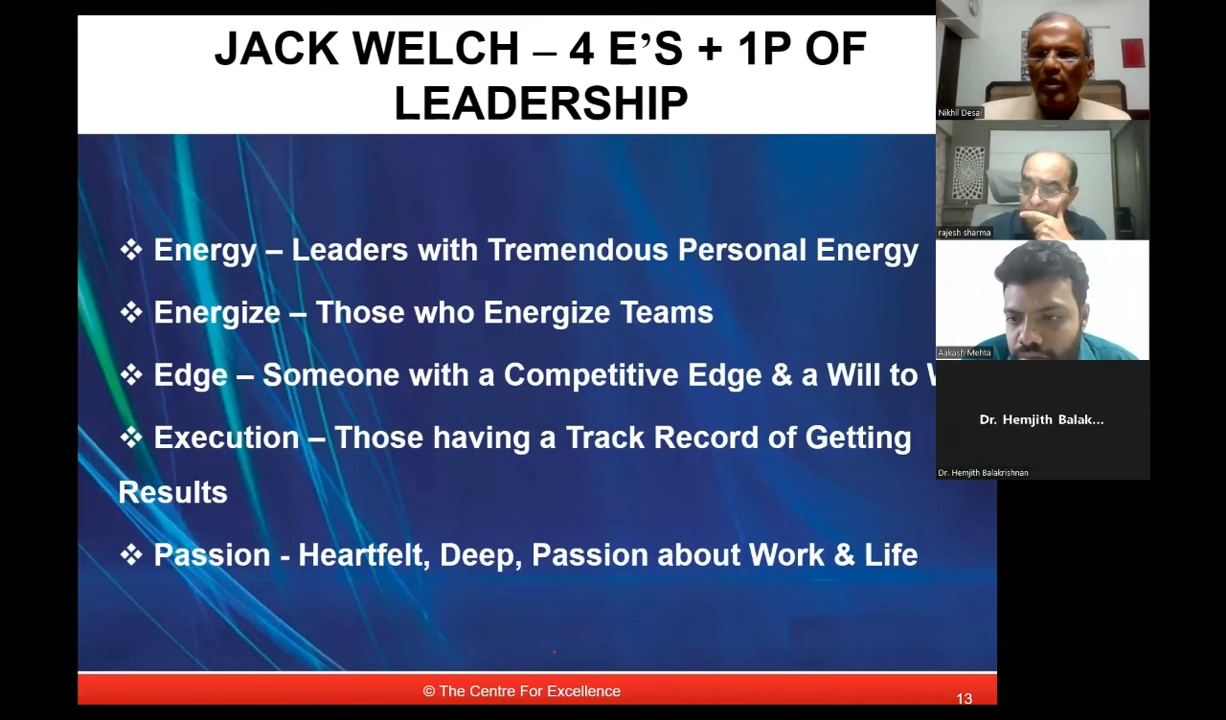 JACK WELCH – 4 E’S + 1P OF
LEADERSHIP
❖ Energy – Leaders with Tremendous Personal Energy
❖ Energize – Those who Energize Teams
❖ Edge – Someone with a Competitive Edge & a Will to
❖ Execution – Those having a Track Record of Getting
Results
❖ Passion - Heartfelt, Deep, Passion about Work & Life
© The Centre For Excellence
13
Nikhil Desai
rajesh sharma
Aakash Mehta
Dr. Hemjith Balak...
Dr. Hemjith Balakrishnan